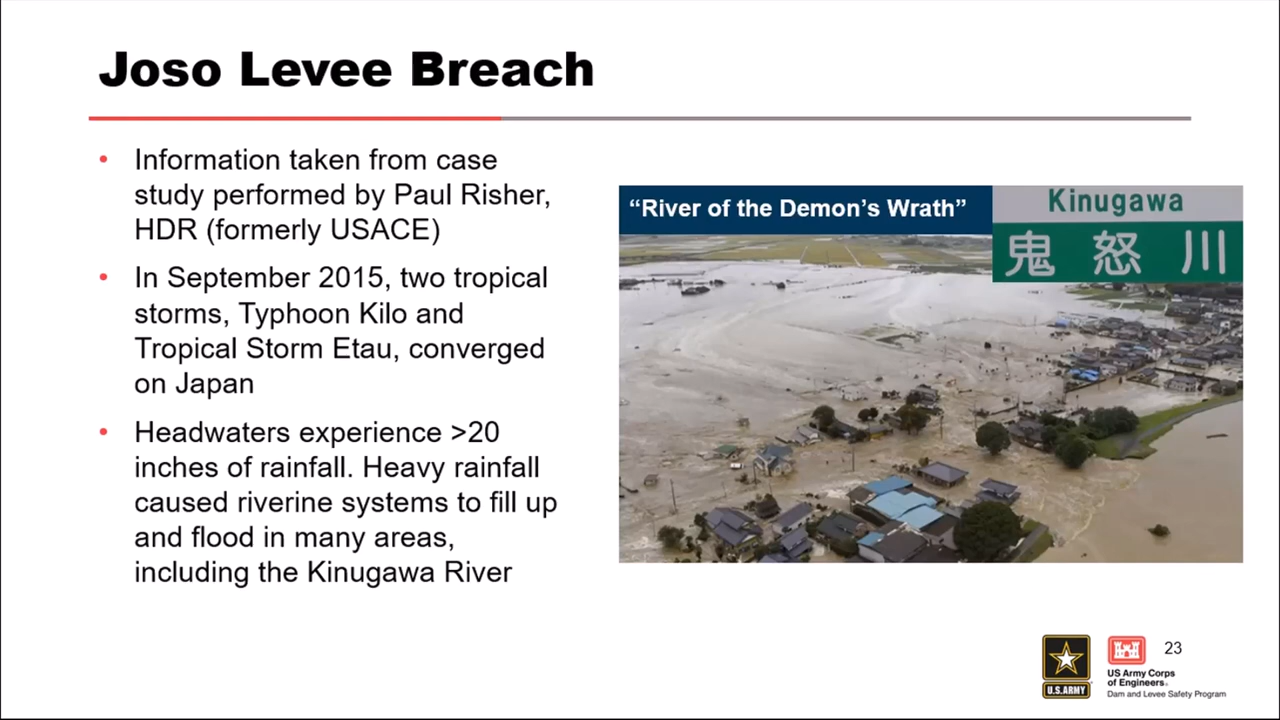 Joso Levee Breach
• Information taken from case
study performed by Paul Risher,
HDR (formerly USACE)
• In September 2015, two tropical
storms, Typhoon Kilo and
Tropical Storm Etau, converged
on Japan
• Headwaters experience >20
inches of rainfall. Heavy rainfall
caused riverine systems to fill up
and flood in many areas,
including the Kinugawa River
“River of the Demon’s Wrath”
Kinugawa
鬼 怒 川
U.S.ARMY
US Army Corps
of Engineers®
Dam and Levee Safety Program
23